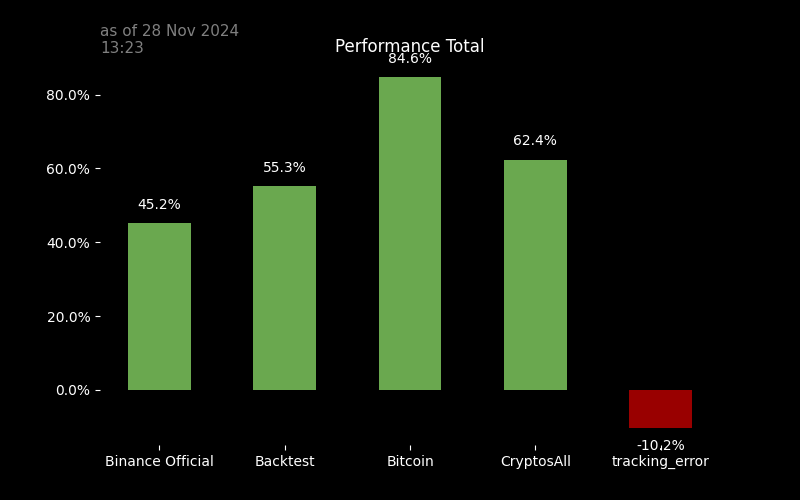 as of 28 Nov 2024
13:23
Performance Total
84.6%
80.0%
62.4%
60.0%
55.3%
45.2%
40.0%
20.0%
0.0%
-10.2%
Binance Official
Backtest
Bitcoin
CryptosAll
tracking_error